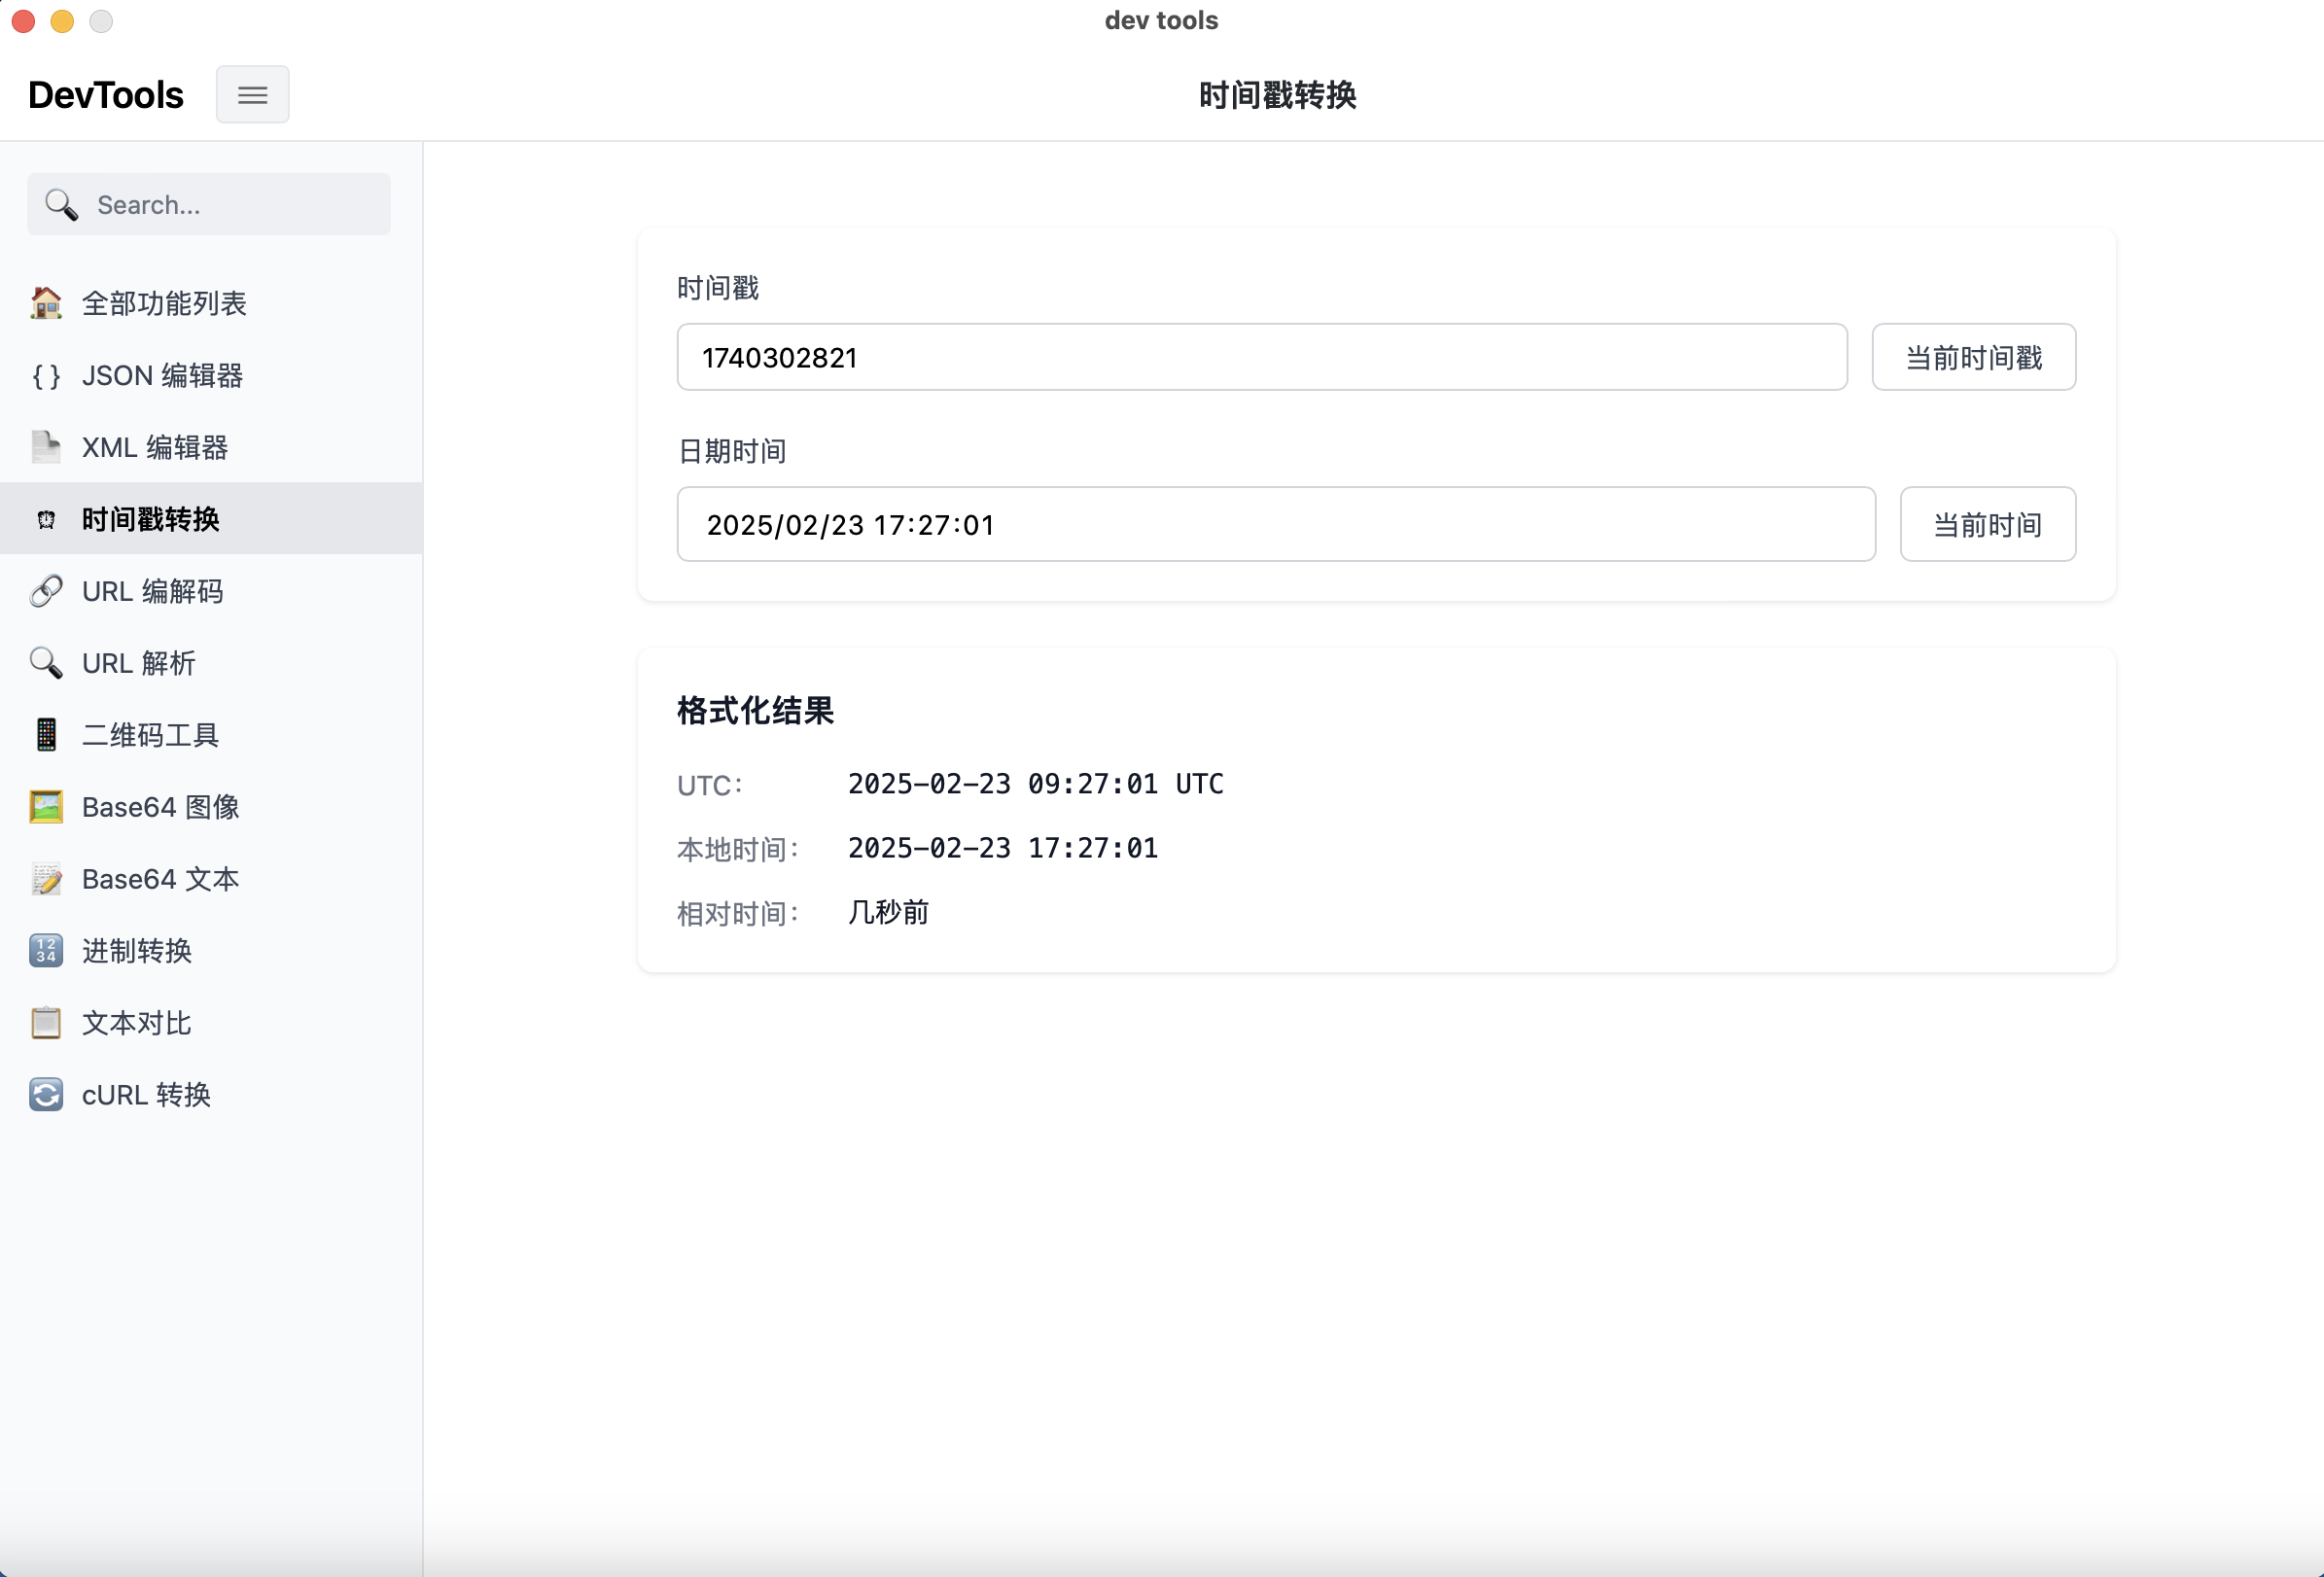 dev tools
DevTools
时间戳转换
Search...
全部功能列表
{ } JSON 编辑器
XML 编辑器
时间戳转换
URL 编解码
URL 解析
二维码工具
Base64 图像
Base64 文本
1234 进制转换
文本对比
cURL 转换
时间戳
1740302821 当前时间戳
日期时间
2025/02/23 17:27:01 当前时间
格式化结果
UTC: 2025-02-23 09:27:01 UTC
本地时间: 2025-02-23 17:27:01
相对时间: 几秒前